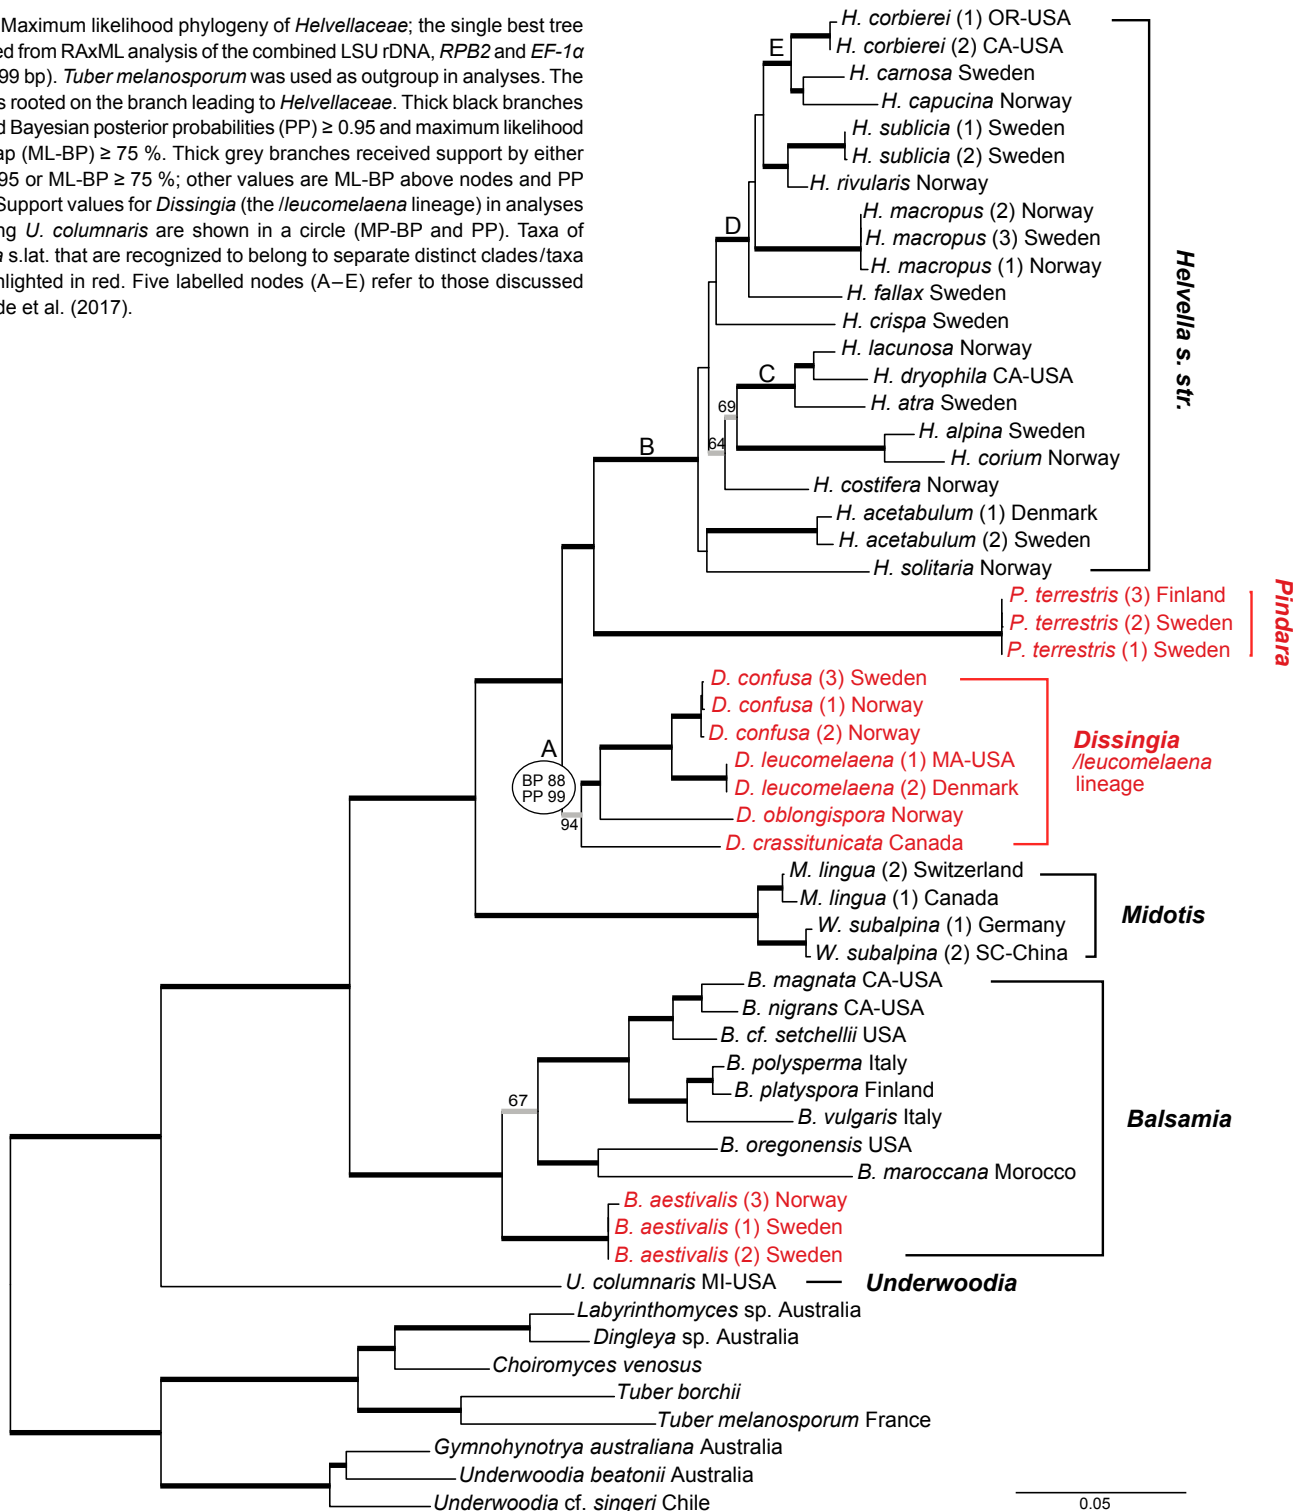 Maximum likelihood phylogeny of Helvellaceae; the single best tree
ed from RAxML analysis of the combined LSU rDNA, RPB2 and EF-1α
99 bp). Tuber melanosporum was used as outgroup in analyses. The
s rooted on the branch leading to Helvellaceae. Thick black branches
d Bayesian posterior probabilities (PP) ≥ 0.95 and maximum likelihood
ap (ML-BP) ≥ 75 %. Thick grey branches received support by either
95 or ML-BP ≥ 75 %; other values are ML-BP above nodes and PP
Support values for Dissingia (the /leucomelaena lineage) in analyses
ng U. columnaris are shown in a circle (MP-BP and PP). Taxa of
a s.lat. that are recognized to belong to separate distinct clades/taxa
hlighted in red. Five labelled nodes (A–E) refer to those discussed
de et al. (2017).
H. corbierei (1) OR-USA
H. corbierei (2) CA-USA
E
H. carnosa Sweden
H. capucina Norway
H. sublicia (1) Sweden
H. sublicia (2) Sweden
H. rivularis Norway
H. macropus (2) Norway
D
H. macropus (3) Sweden
H. macropus (1) Norway
H. fallax Sweden
H. crispa Sweden
H. lacunosa Norway
C
H. dryophila CA-USA
H. atra Sweden
69
H. alpina Sweden
64
B
H. corium Norway
H. costifera Norway
H. acetabulum (1) Denmark
H. acetabulum (2) Sweden
H. solitaria Norway
Helvella s. str.
P. terrestris (3) Finland
P. terrestris (2) Sweden
P. terrestris (1) Sweden
Pindara
D. confusa (3) Sweden
D. confusa (1) Norway
D. confusa (2) Norway
A
D. leucomelaena (1) MA-USA
BP 88
PP 99
D. leucomelaena (2) Denmark
D. oblongispora Norway
94
D. crassitunicata Canada
Dissingia
/leucomelaena
lineage
M. lingua (2) Switzerland
M. lingua (1) Canada
W. subalpina (1) Germany
W. subalpina (2) SC-China
Midotis
B. magnata CA-USA
B. nigrans CA-USA
B. cf. setchellii USA
B. polysperma Italy
B. platyspora Finland
67
B. vulgaris Italy
B. oregonensis USA
B. maroccana Morocco
B. aestivalis (3) Norway
B. aestivalis (1) Sweden
B. aestivalis (2) Sweden
Balsamia
U. columnaris MI-USA
Underwoodia
Labyrinthomyces sp. Australia
Dingleya sp. Australia
Choiromyces venosus
Tuber borchii
Tuber melanosporum France
Gymnohynotrya australiana Australia
Underwoodia beatonii Australia
Underwoodia cf. singeri Chile
0.05